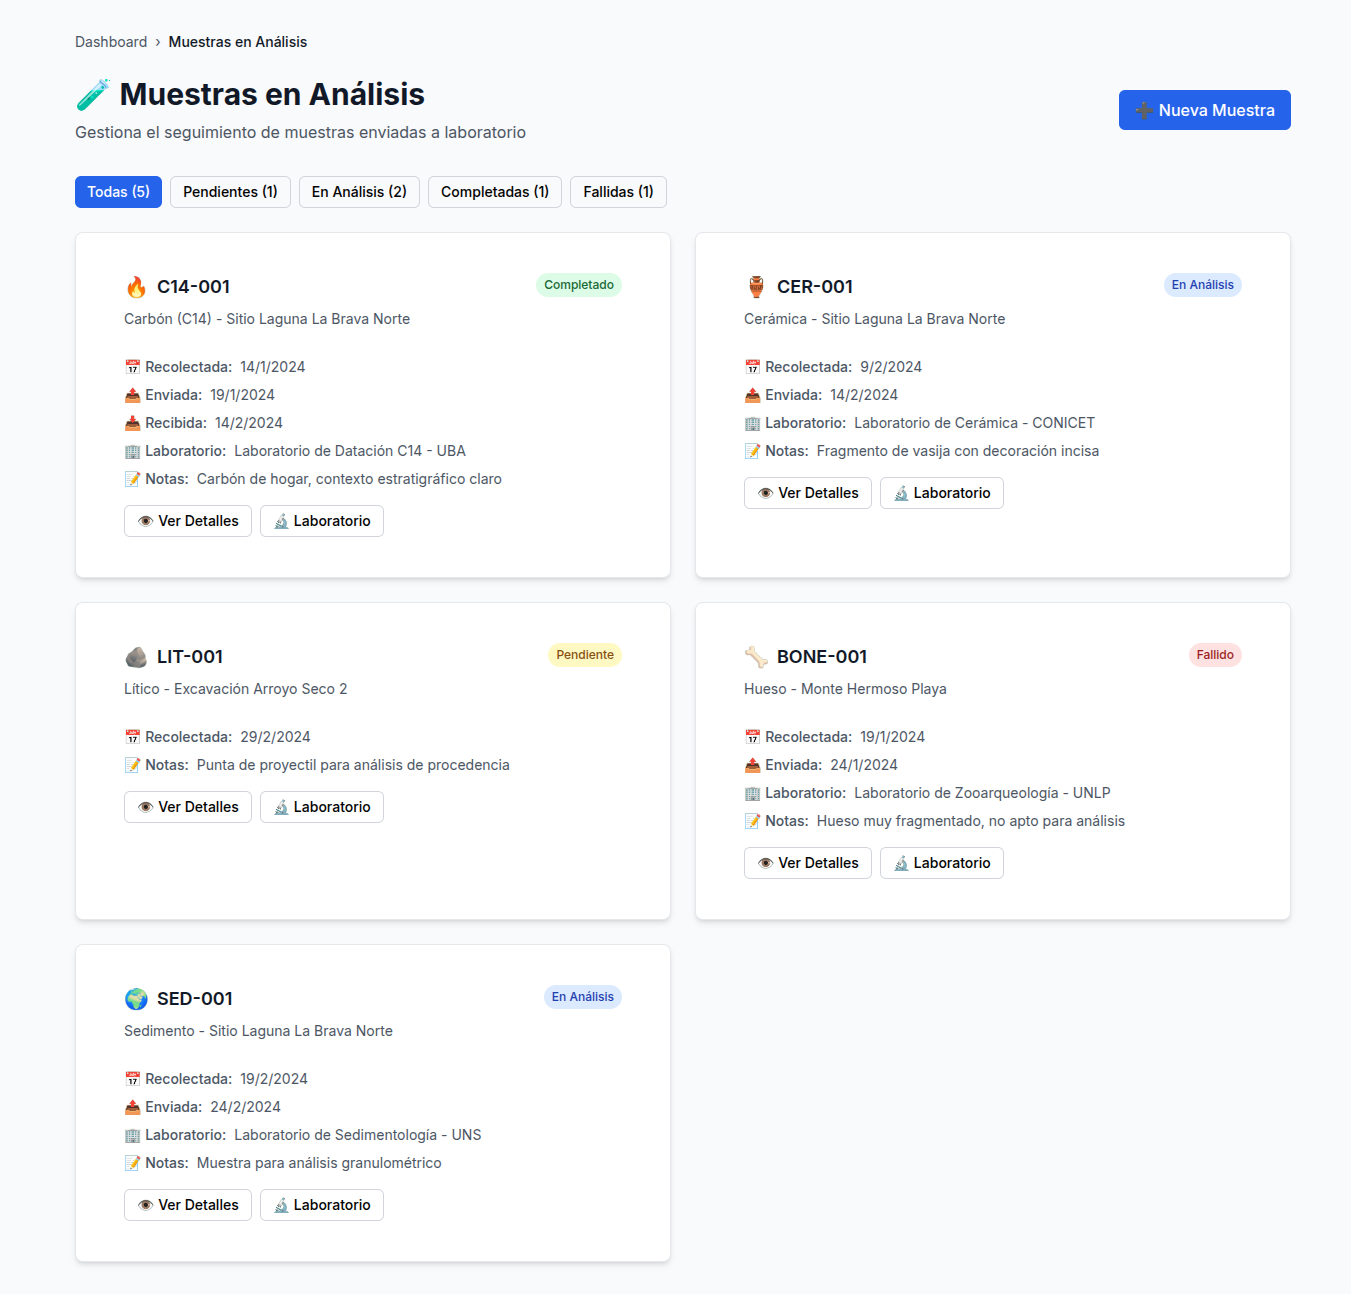 Dashboard › Muestras en Análisis
🧪 Muestras en Análisis
Gestiona el seguimiento de muestras enviadas a laboratorio
➕ Nueva Muestra
Todas (5)
Pendientes (1)
En Análisis (2)
Completadas (1)
Fallidas (1)
🔥 C14-001
Completado
Carbón (C14) - Sitio Laguna La Brava Norte
📅 Recolectada: 14/1/2024
📤 Enviada: 19/1/2024
📥 Recibida: 14/2/2024
🏢 Laboratorio: Laboratorio de Datación C14 - UBA
📝 Notas: Carbón de hogar, contexto estratigráfico claro
👁️ Ver Detalles
🔬 Laboratorio
🏺 CER-001
En Análisis
Cerámica - Sitio Laguna La Brava Norte
📅 Recolectada: 9/2/2024
📤 Enviada: 14/2/2024
🏢 Laboratorio: Laboratorio de Cerámica - CONICET
📝 Notas: Fragmento de vasija con decoración incisa
👁️ Ver Detalles
🔬 Laboratorio
🪨 LIT-001
Pendiente
Lítico - Excavación Arroyo Seco 2
📅 Recolectada: 29/2/2024
📝 Notas: Punta de proyectil para análisis de procedencia
👁️ Ver Detalles
🔬 Laboratorio
🦴 BONE-001
Fallido
Hueso - Monte Hermoso Playa
📅 Recolectada: 19/1/2024
📤 Enviada: 24/1/2024
🏢 Laboratorio: Laboratorio de Zooarqueología - UNLP
📝 Notas: Hueso muy fragmentado, no apto para análisis
👁️ Ver Detalles
🔬 Laboratorio
🌍 SED-001
En Análisis
Sedimento - Sitio Laguna La Brava Norte
📅 Recolectada: 19/2/2024
📤 Enviada: 24/2/2024
🏢 Laboratorio: Laboratorio de Sedimentología - UNS
📝 Notas: Muestra para análisis granulométrico
👁️ Ver Detalles
🔬 Laboratorio